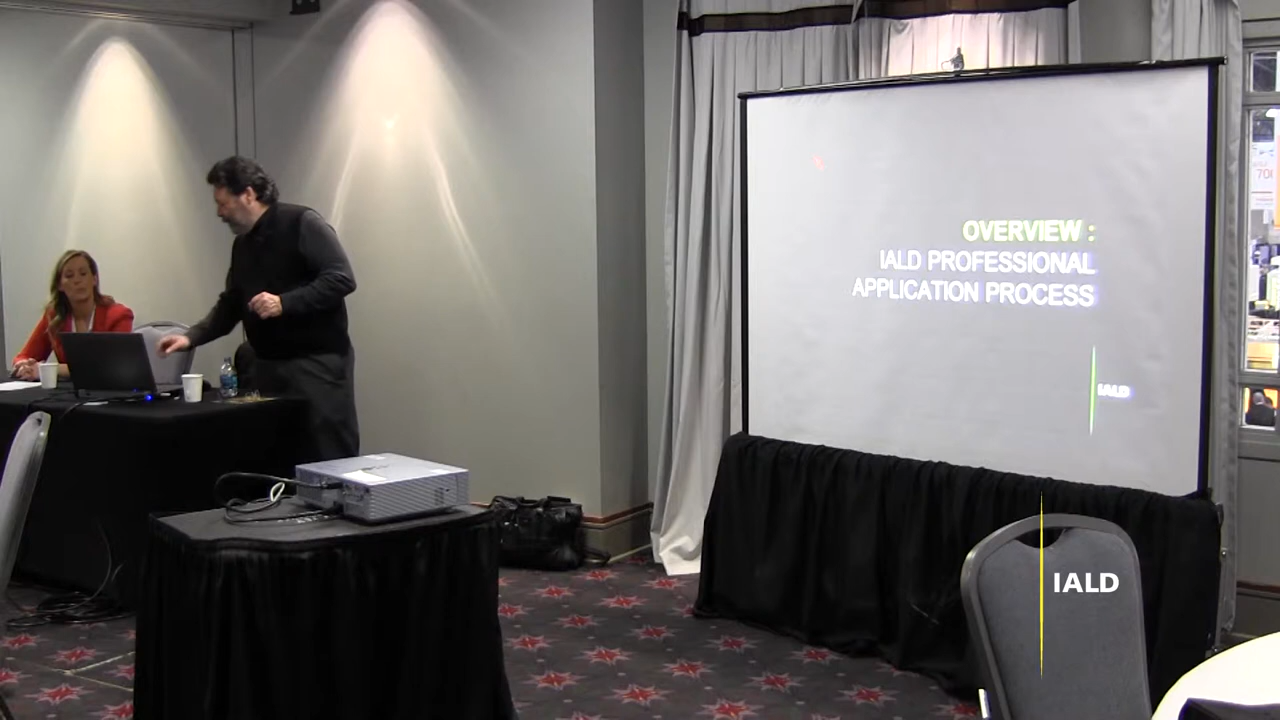 OVERVIEW :
IALD PROFESSIONAL
APPLICATION PROCESS
IALD
IALD